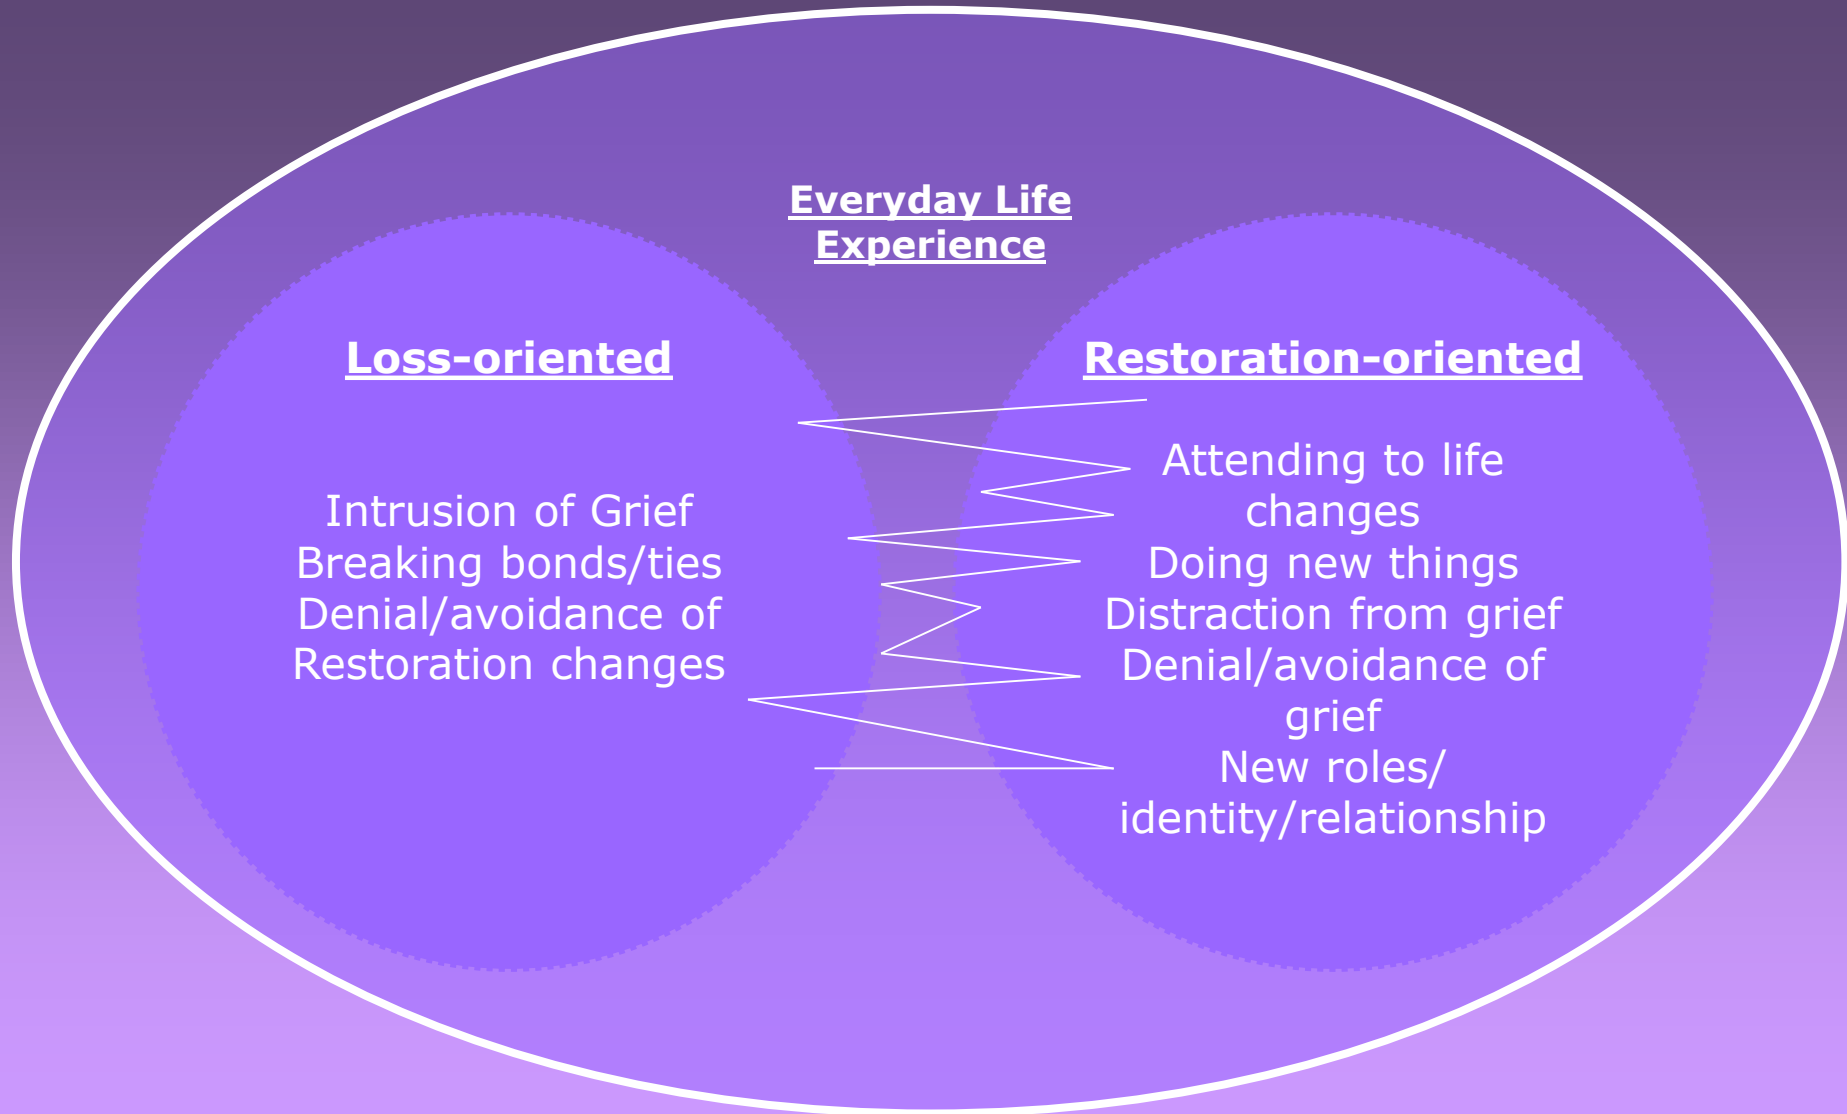 Everyday Life
Experience
Loss-oriented
Intrusion of Grief
Breaking bonds/ties
Denial/avoidance of
Restoration changes
Restoration-oriented
Attending to life
changes
Doing new things
Distraction from grief
Denial/avoidance of
grief
New roles/
identity/relationship